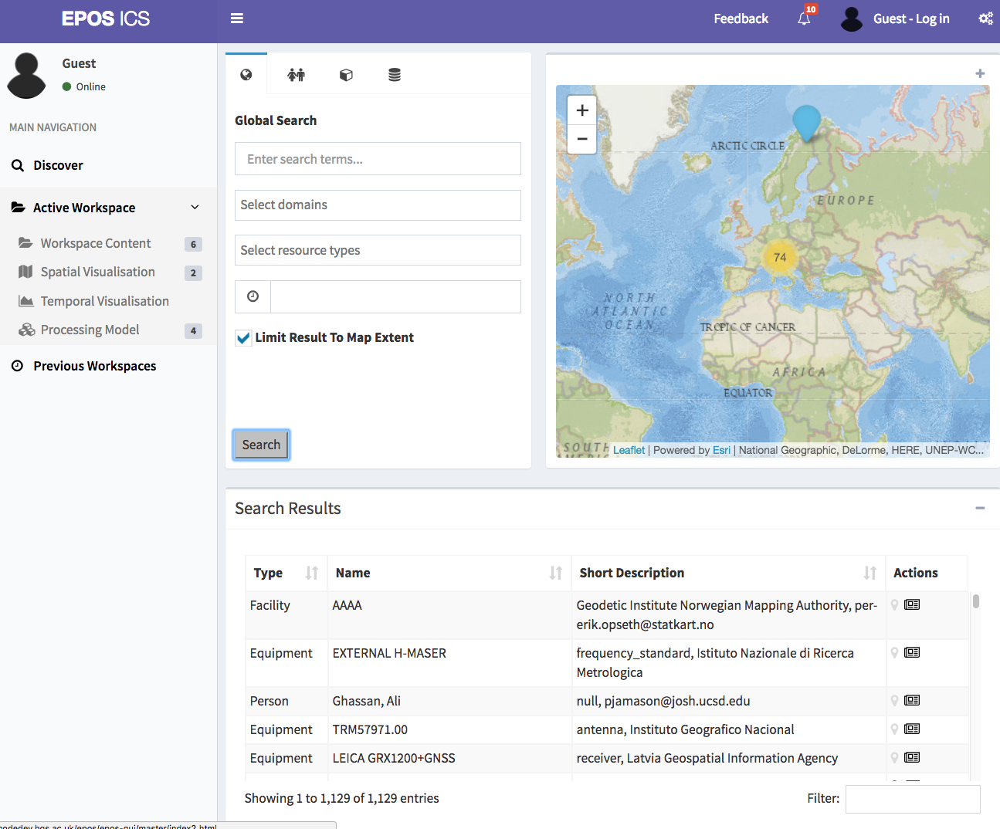 EPOS ICS
Feedback
10
Guest - Log in
Guest
Online
MAIN NAVIGATION
Discover
Active Workspace
Workspace Content 6
Spatial Visualisation 2
Temporal Visualisation
Processing Model 4
Previous Workspaces
Global Search
Enter search terms...
Select domains
Select resource types
Limit Result To Map Extent
Search
+
−
ARCTIC CIRCLE
EUROPE
74
NORTH
ATLANTIC
OCEAN
TROPIC OF CANCER
AFRICA
EQUATOR
SOUTH
Leaflet | Powered by Esri | National Geographic, DeLorme, HERE, UNEP-WC...
Search Results
Type Name Short Description Actions
Facility AAAA Geodetic Institute Norwegian Mapping Authority, per-
erik.opseth@statkart.no
Equipment EXTERNAL H-MASER frequency_standard, Istituto Nazionale di Ricerca
Metrologica
Person Ghassan, Ali null, pjamason@josh.ucsd.edu
Equipment TRM57971.00 antenna, Instituto Geografico Nacional
Equipment LEICA GRX1200+GNSS receiver, Latvia Geospatial Information Agency
Showing 1 to 1,129 of 1,129 entries
Filter: